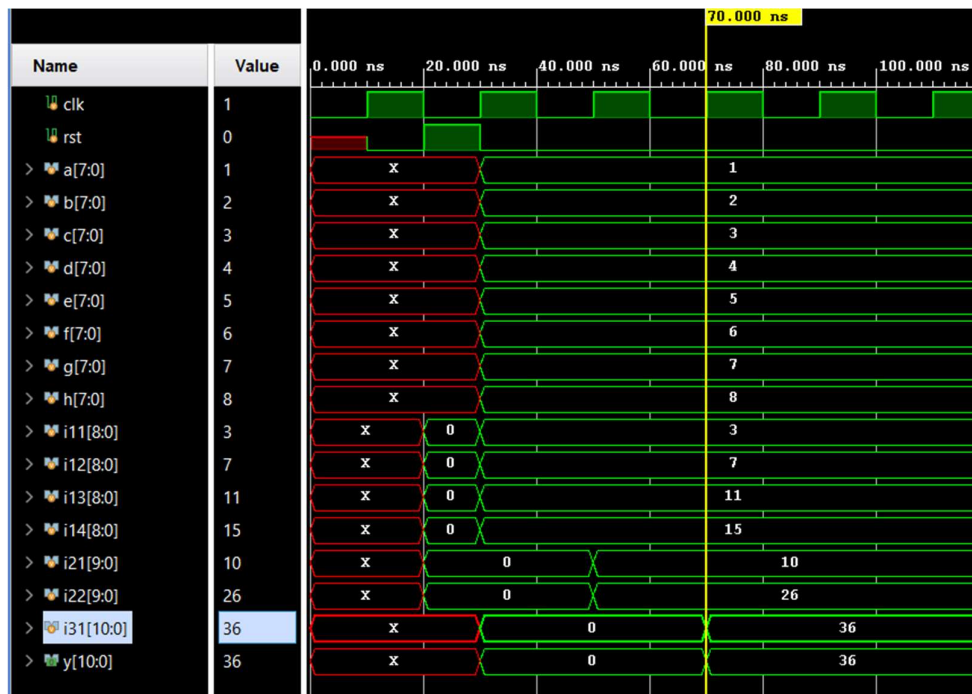 70.000 ns
Name Value 0.000 ns 20.000 ns 40.000 ns 60.000 ns 80.000 ns 100.000 ns
clk 1
rst 0
a[7:0] 1 X 1
b[7:0] 2 X 2
c[7:0] 3 X 3
d[7:0] 4 X 4
e[7:0] 5 X 5
f[7:0] 6 X 6
g[7:0] 7 X 7
h[7:0] 8 X 8
i11[8:0] 3 X 0 3
i12[8:0] 7 X 0 7
i13[8:0] 11 X 0 11
i14[8:0] 15 X 0 15
i21[9:0] 10 X 0 10
i22[9:0] 26 X 0 26
i31[10:0] 36 X 0 36
y[10:0] 36 X 0 36